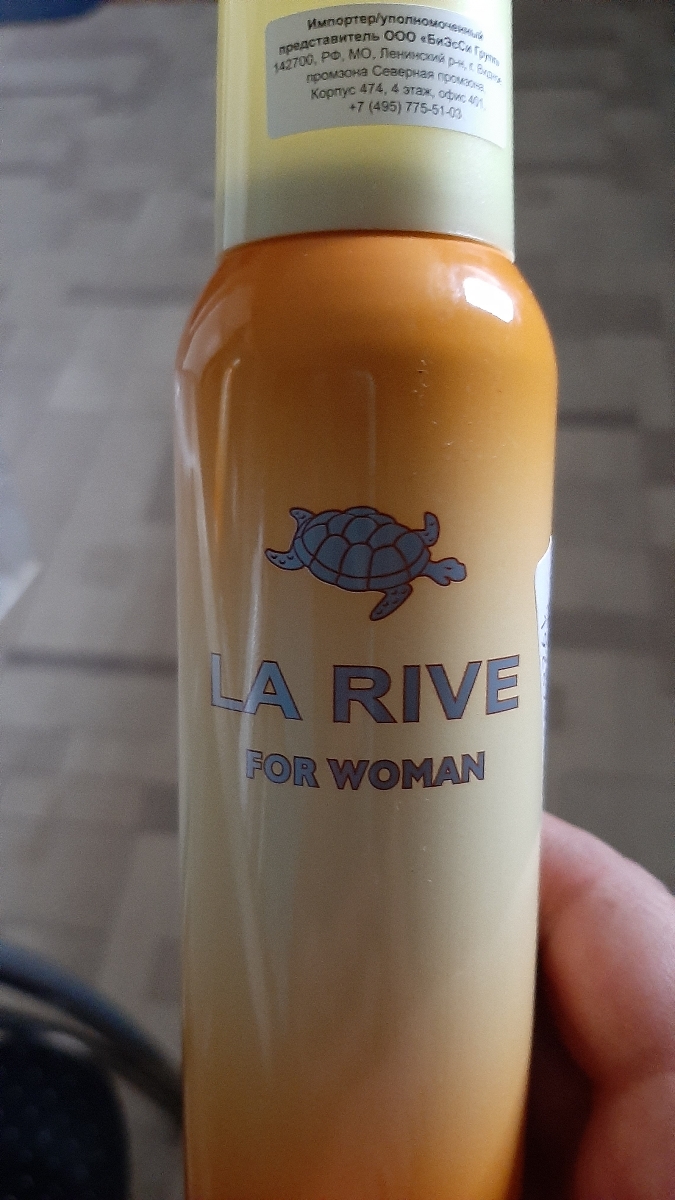 Импортер/уполномоченный
представитель ООО «БиЭсСи Групп
142700, РФ, МО, Ленинский р-н, г. Видное
промзона Северная промзона,
Корпус 474, 4 этаж, офис 401.
+7 (495) 775-51-03
LA RIVE
FOR WOMAN